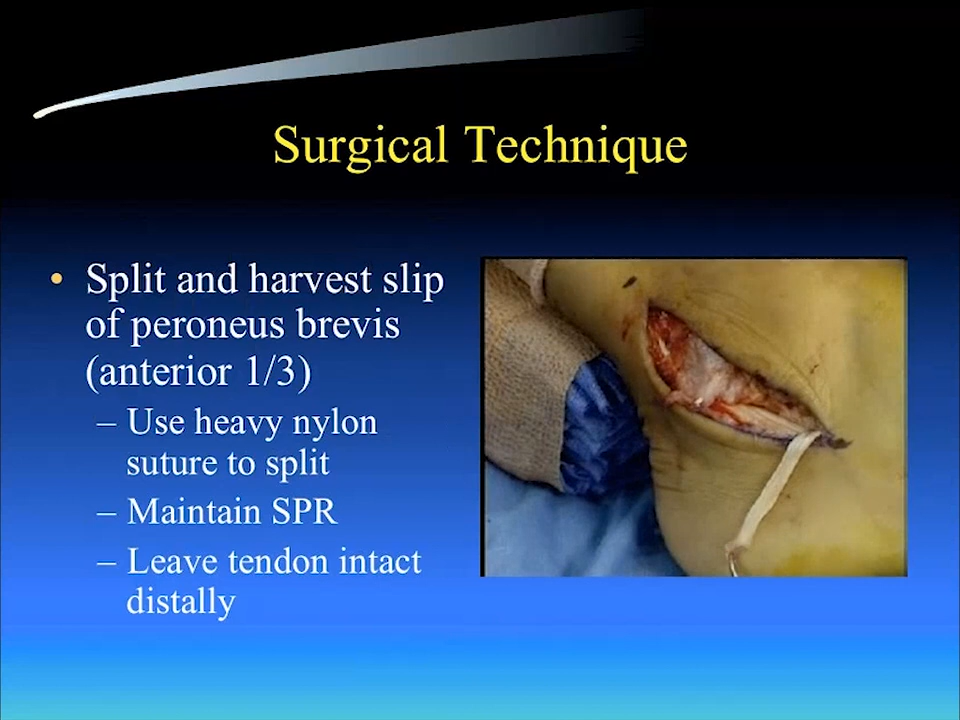 Surgical Technique
• Split and harvest slip
of peroneus brevis
(anterior 1/3)
– Use heavy nylon
suture to split
– Maintain SPR
– Leave tendon intact
distally